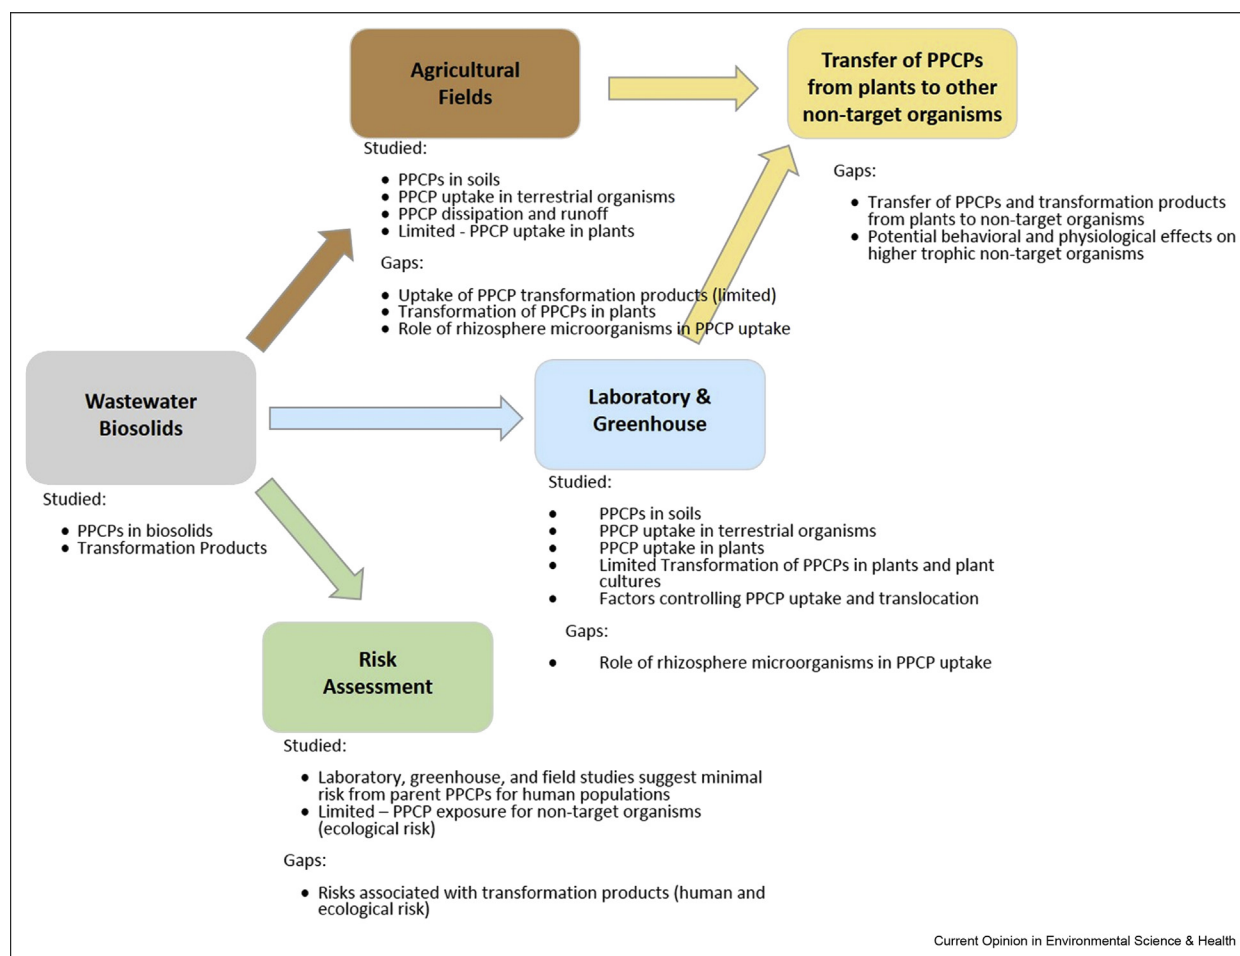 Agricultural
Fields
Studied:
• PPCPs in soils
• PPCP uptake in terrestrial organisms
• PPCP dissipation and runoff
• Limited - PPCP uptake in plants
Gaps:
• Uptake of PPCP transformation products (limited)
• Transformation of PPCPs in plants
• Role of rhizosphere microorganisms in PPCP uptake
Transfer of PPCPs
from plants to other
non-target organisms
Gaps:
• Transfer of PPCPs and transformation products
from plants to non-target organisms
• Potential behavioral and physiological effects on
higher trophic non-target organisms
Wastewater
Biosolids
Studied:
• PPCPs in biosolids
• Transformation Products
Laboratory &
Greenhouse
Studied:
• PPCPs in soils
• PPCP uptake in terrestrial organisms
• PPCP uptake in plants
• Limited Transformation of PPCPs in plants and plant
cultures
• Factors controlling PPCP uptake and translocation
Gaps:
• Role of rhizosphere microorganisms in PPCP uptake
Risk
Assessment
Studied:
• Laboratory, greenhouse, and field studies suggest minimal
risk from parent PPCPs for human populations
• Limited – PPCP exposure for non-target organisms
(ecological risk)
Gaps:
• Risks associated with transformation products (human and
ecological risk)
Current Opinion in Environmental Science & Health